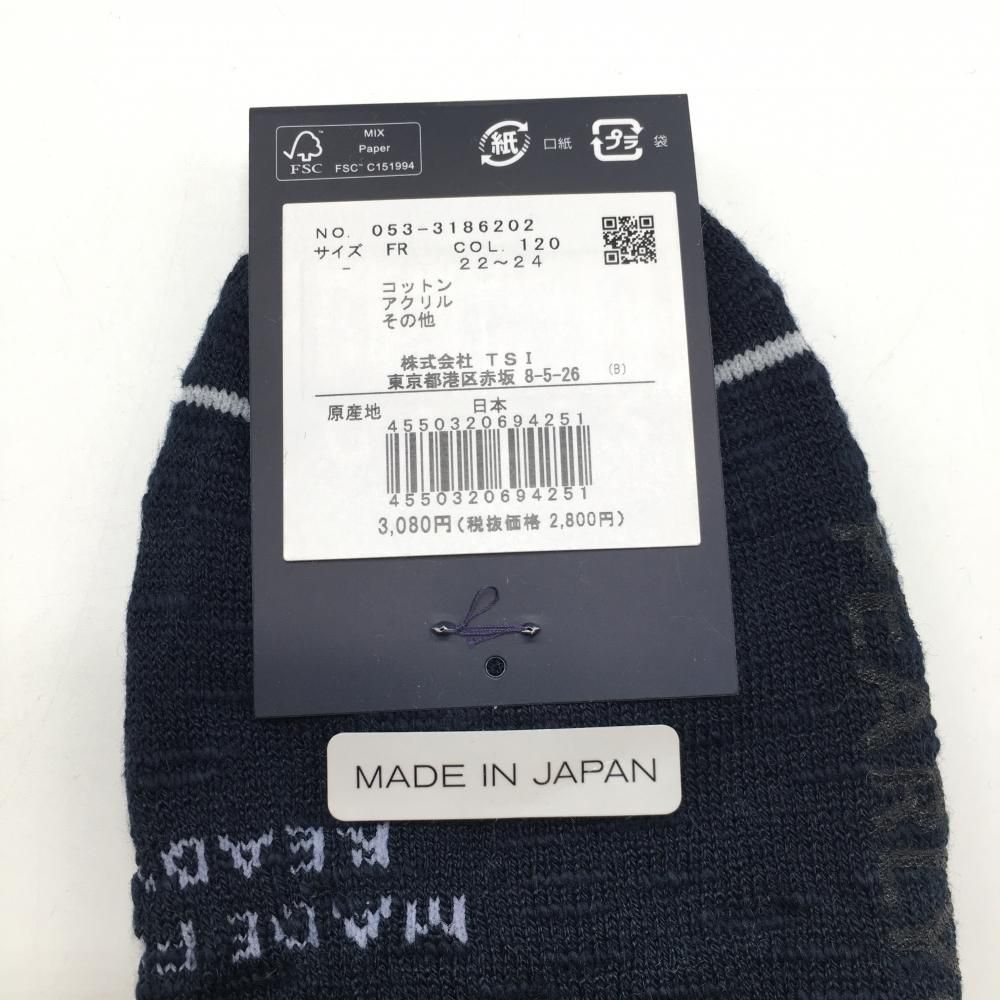 MIX
Paper
FSC™ C151994
FSC
紙
口紙
プラ
袋
NO. 053-3186202
サイズ FR COL. 120
- 22～24
コットン
アクリル
その他
株式会社 TSI
東京都港区赤坂 8-5-26 (B)
原産地 日本
4550320694251
4550320694251
3,080円(税抜価格 2,800円)
MADE IN JAPAN
READ
MADE